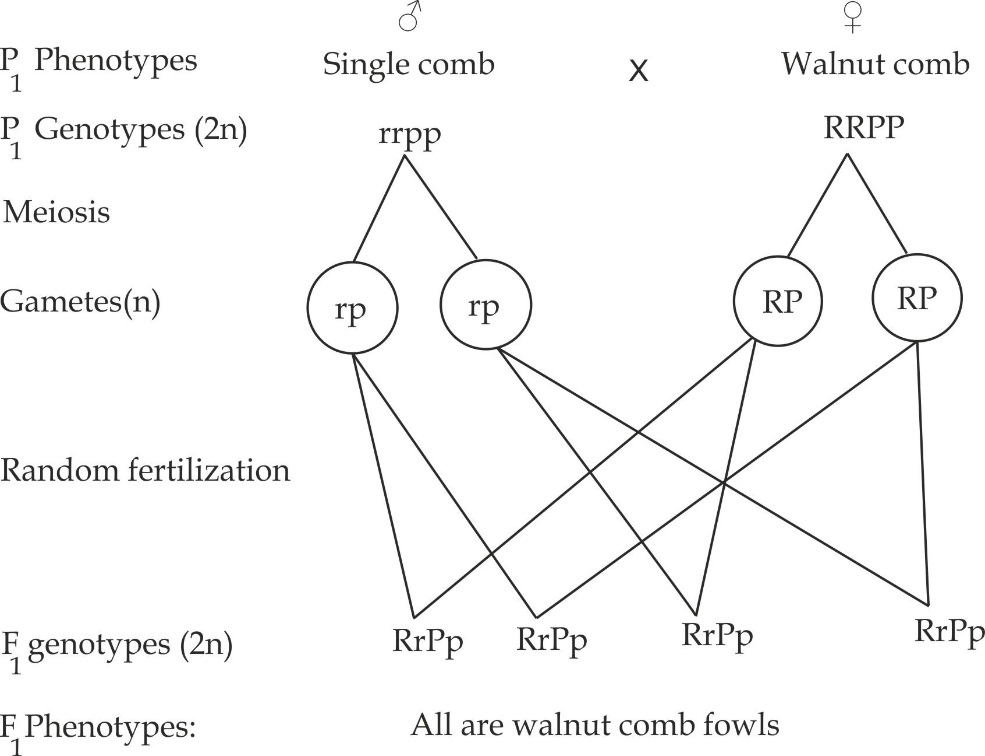 ♂ ♀
P1 Phenotypes Single comb x Walnut comb
P1 Genotypes (2n) rrpp RRPP
Meiosis
Gametes(n) rp rp RP RP
Random fertilization
F1 genotypes (2n) RrPp RrPp RrPp RrPp
F1 Phenotypes: All are walnut comb fowls